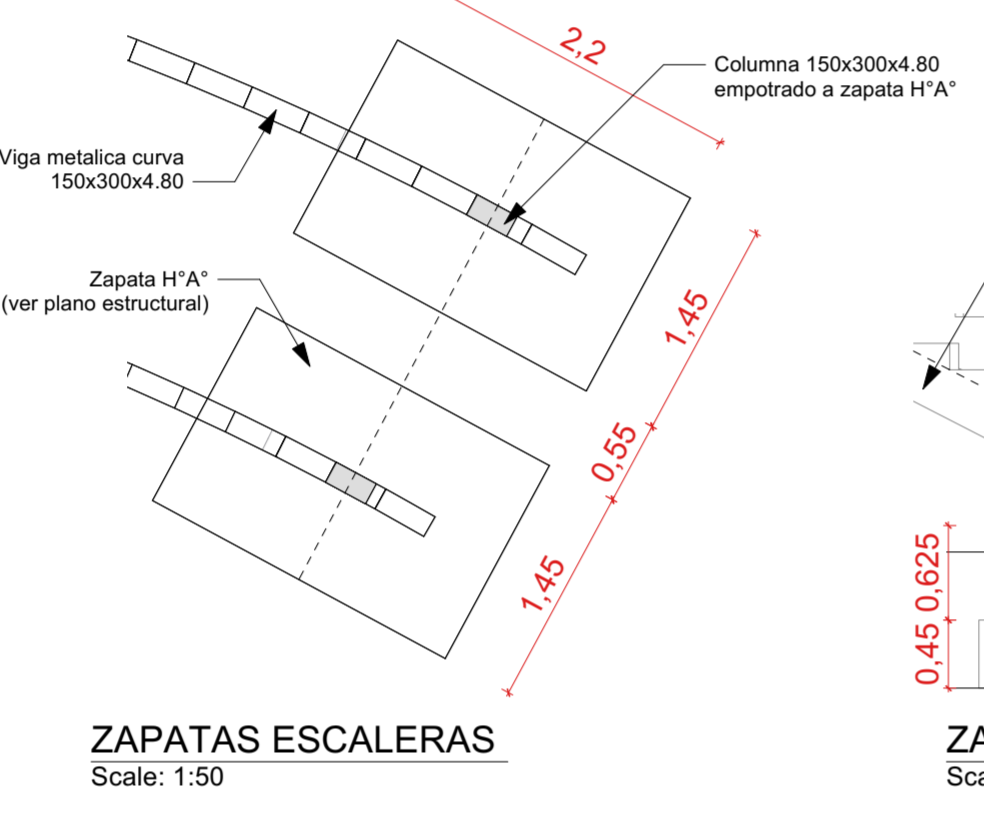 2,2
Columna 150x300x4.80
empotrado a zapata H°A°
Viga metalica curva
150x300x4.80
Zapata H°A°
(ver plano estructural)
1,45
0,55
1,45
0,625
0,45
ZAPATAS ESCALERAS
Scale: 1:50
ZA
Sca